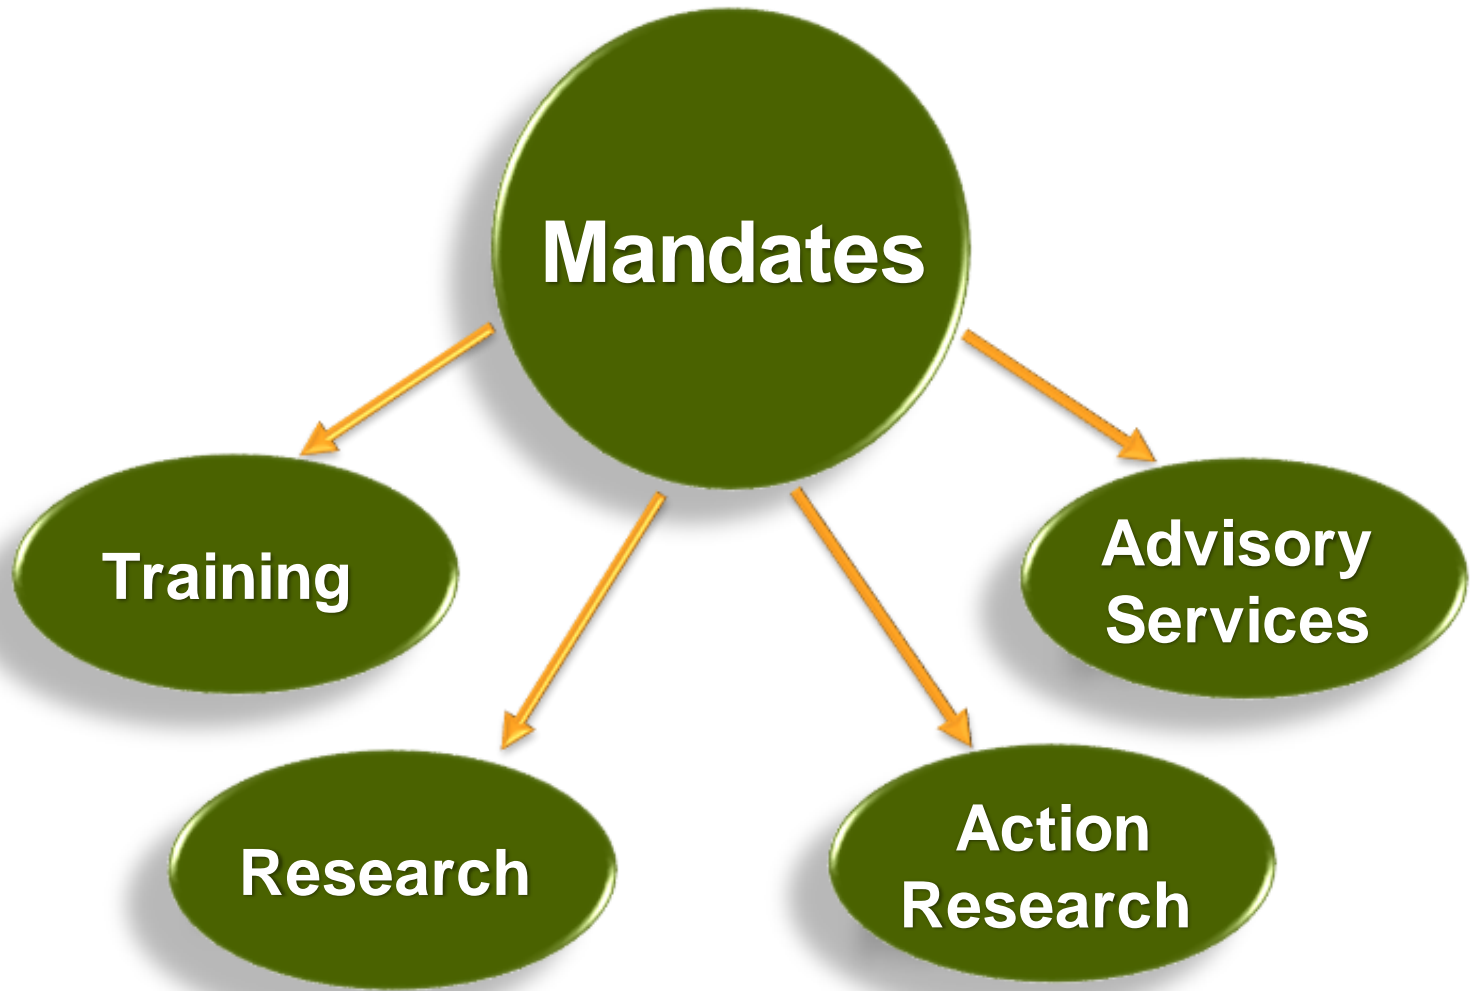 Mandates
Training
Advisory
Services
Research
Action
Research